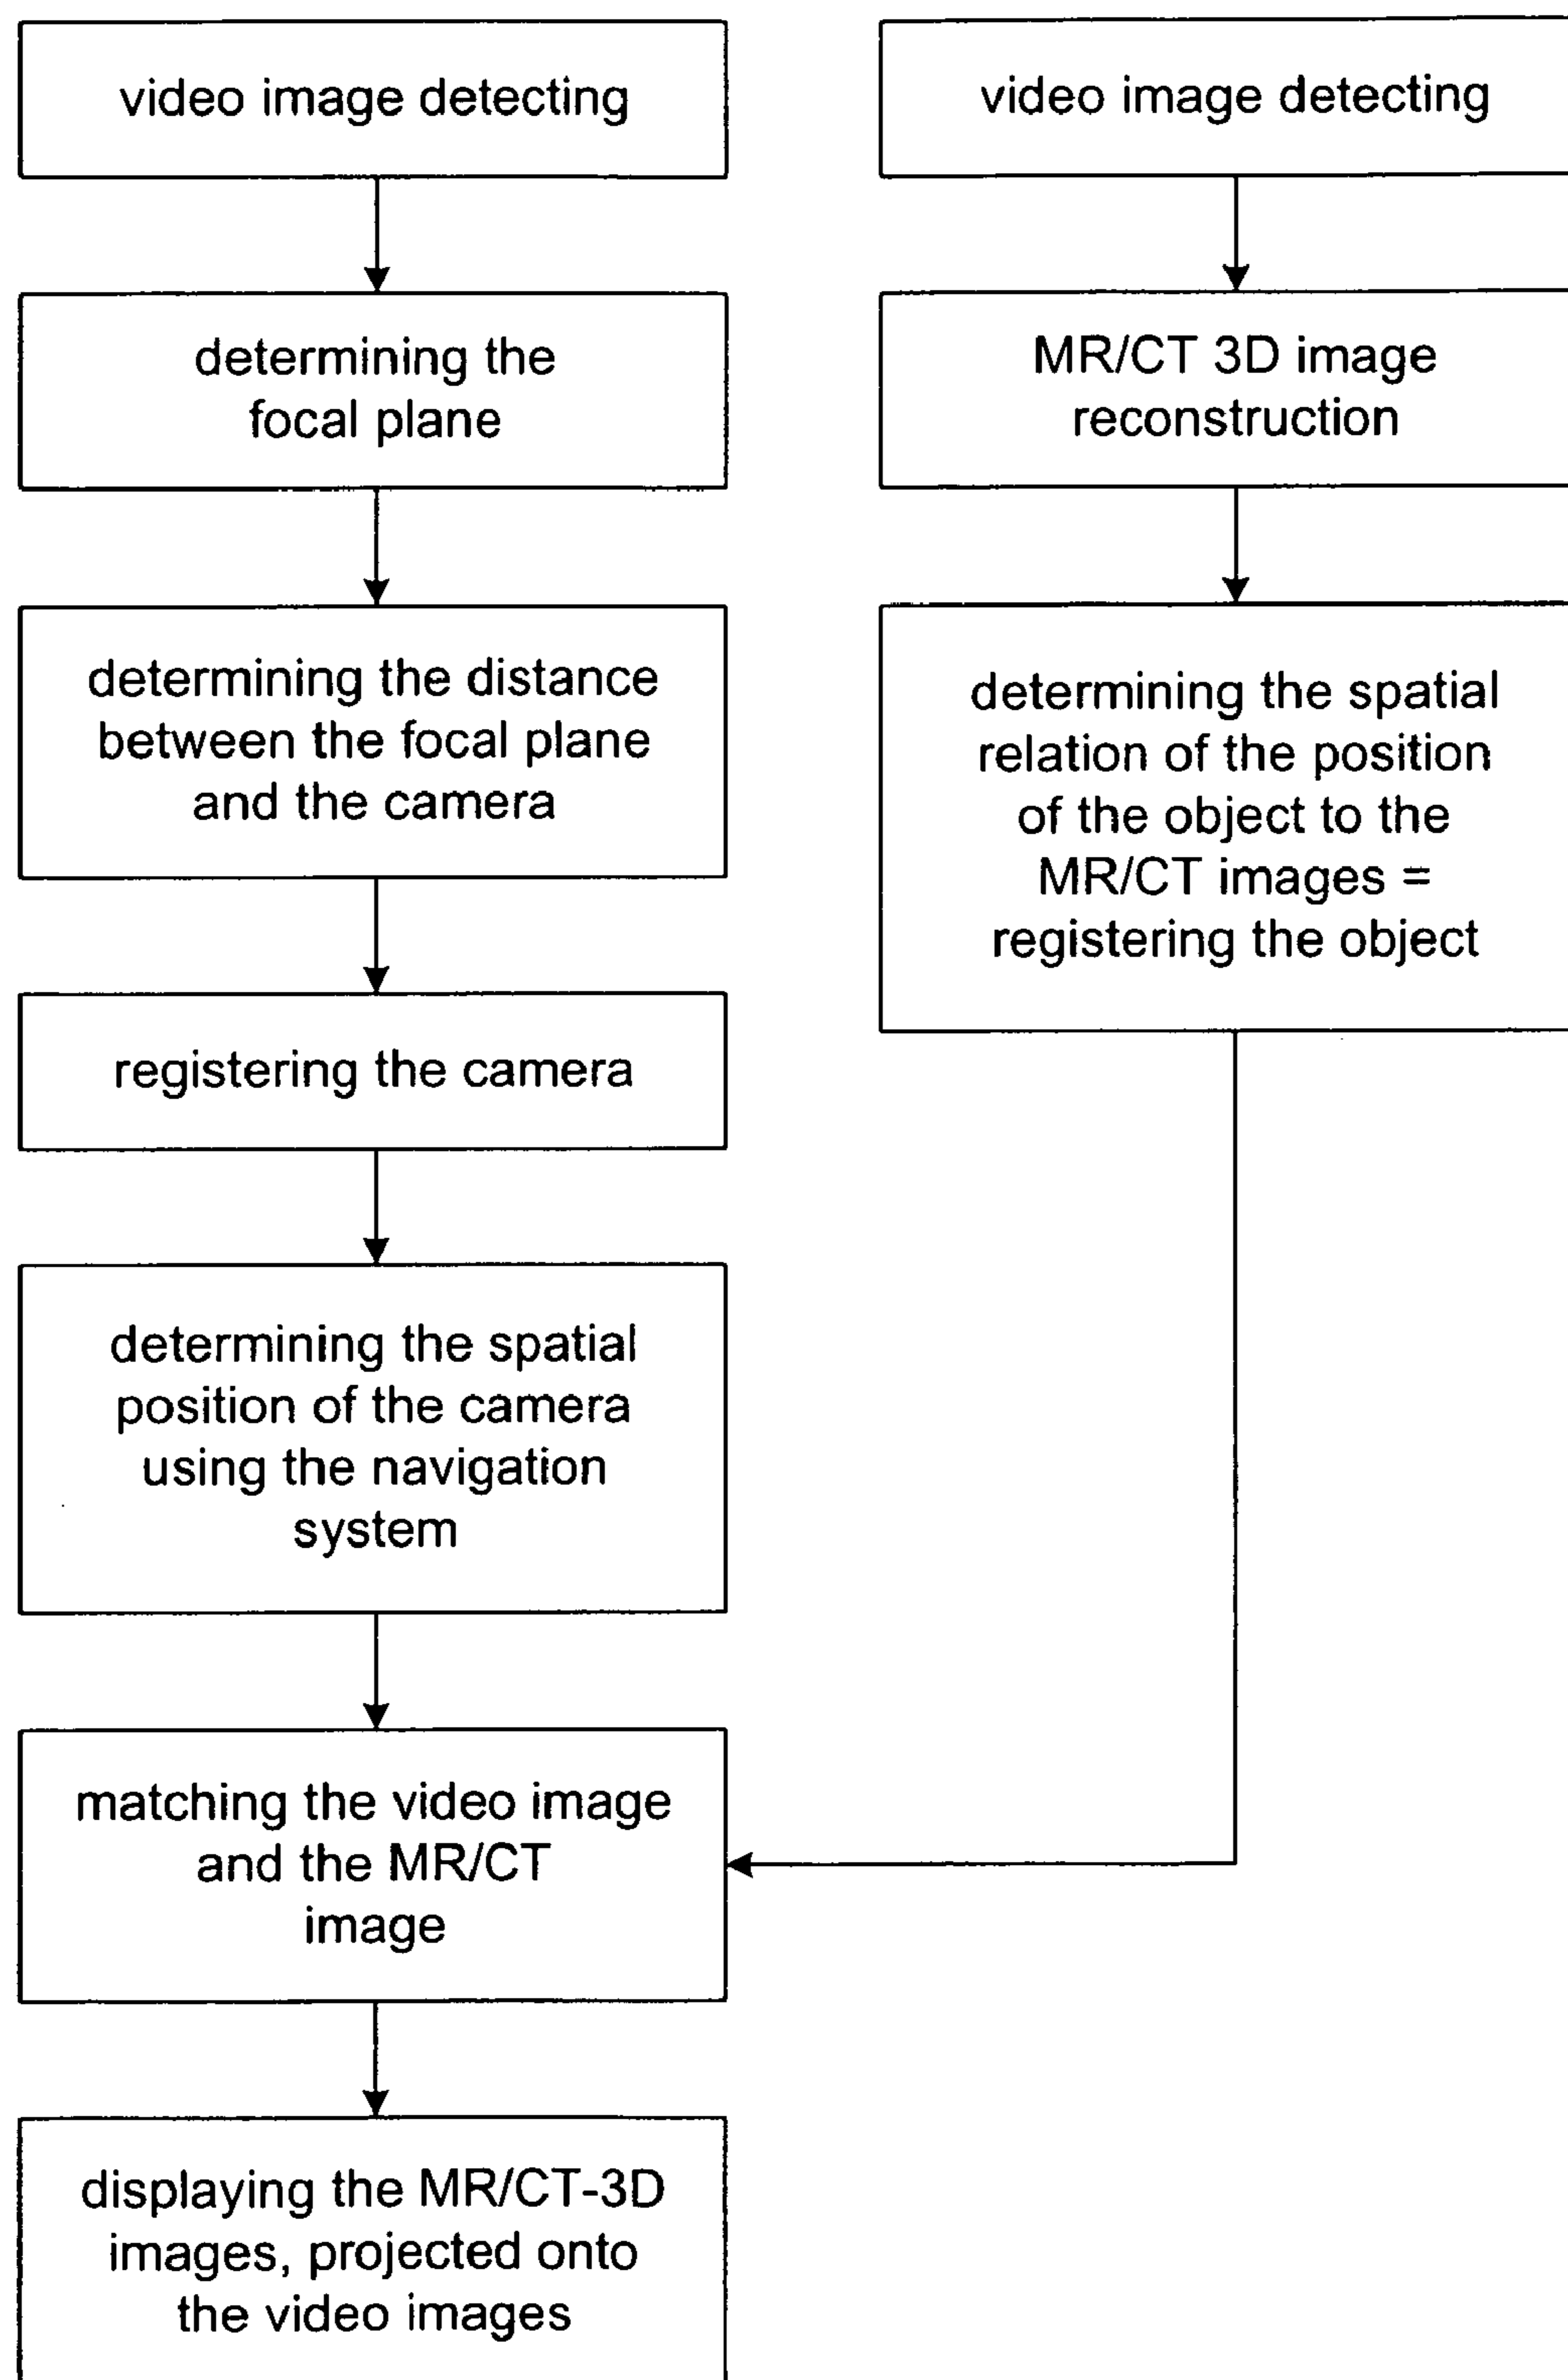 video image detecting
determining the
focal plane
determining the distance
between the focal plane
and the camera
registering the camera
determining the spatial
position of the camera
using the navigation
system
matching the video image
and the MR/CT
image
displaying the MR/CT-3D
images, projected onto
the video images
video image detecting
MR/CT 3D image
reconstruction
determining the spatial
relation of the position
of the object to the
MR/CT images =
registering the object